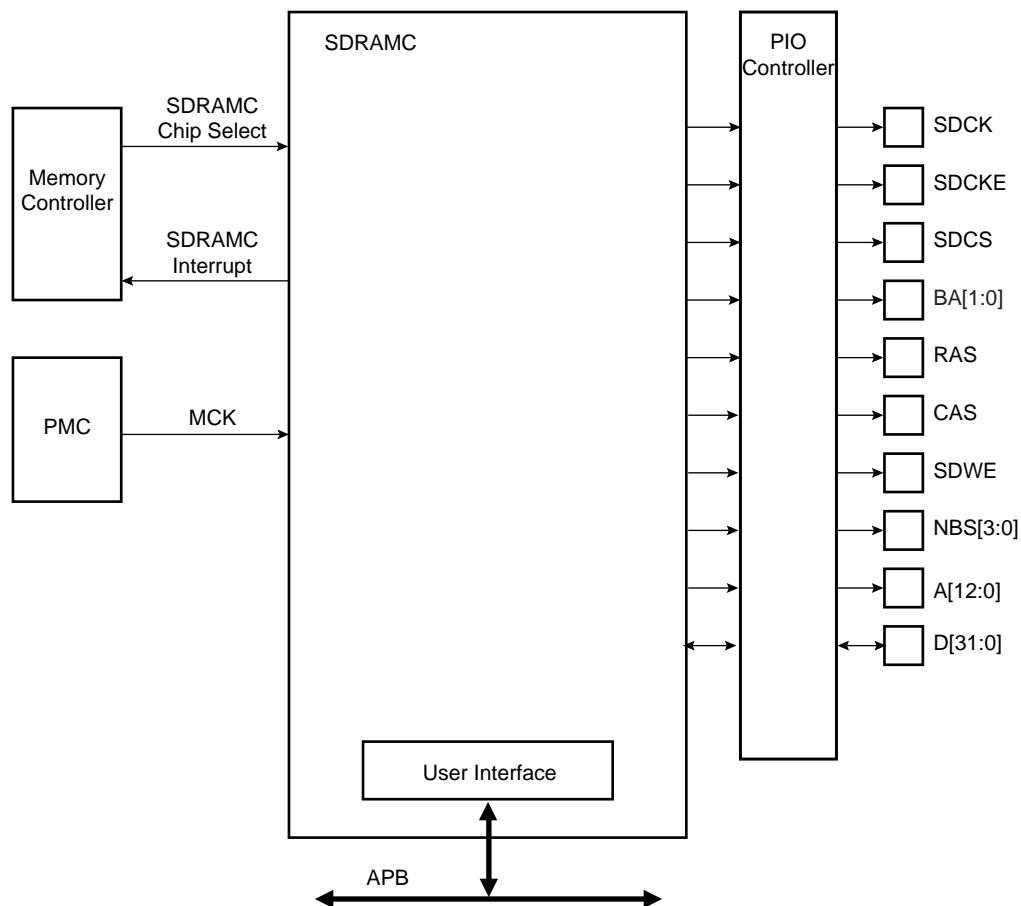 SDRAMC
PIO
Controller
SDRAMC
Chip Select
Memory
Controller
SDRAMC
Interrupt
PMC
MCK
SDCK
SDCKE
SDCS
BA[1:0]
RAS
CAS
SDWE
NBS[3:0]
A[12:0]
D[31:0]
User Interface
APB